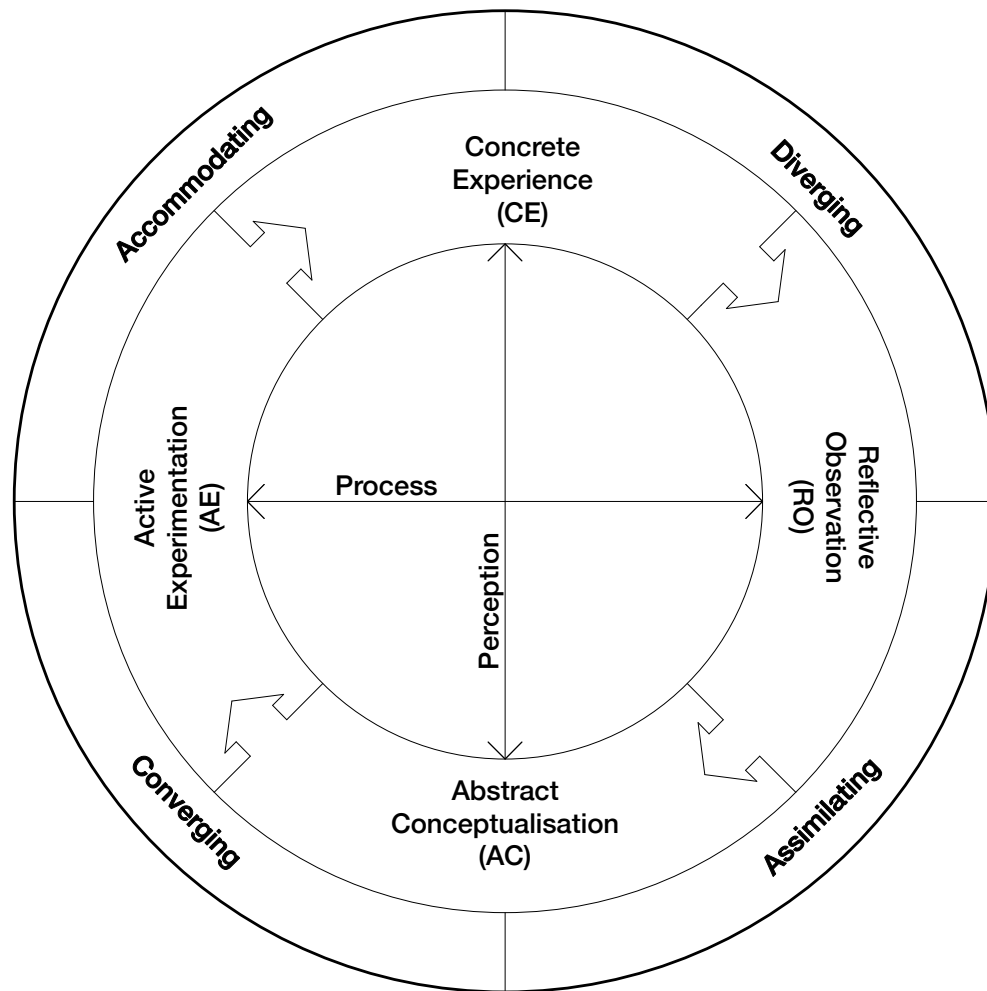 Concrete
Experience
(CE)
Accommodating
Diverging
Active
Experimentation
(AE)
Process
Perception
Reflective
Observation
(RO)
Abstract
Conceptualisation
(AC)
Converging
Assimilating